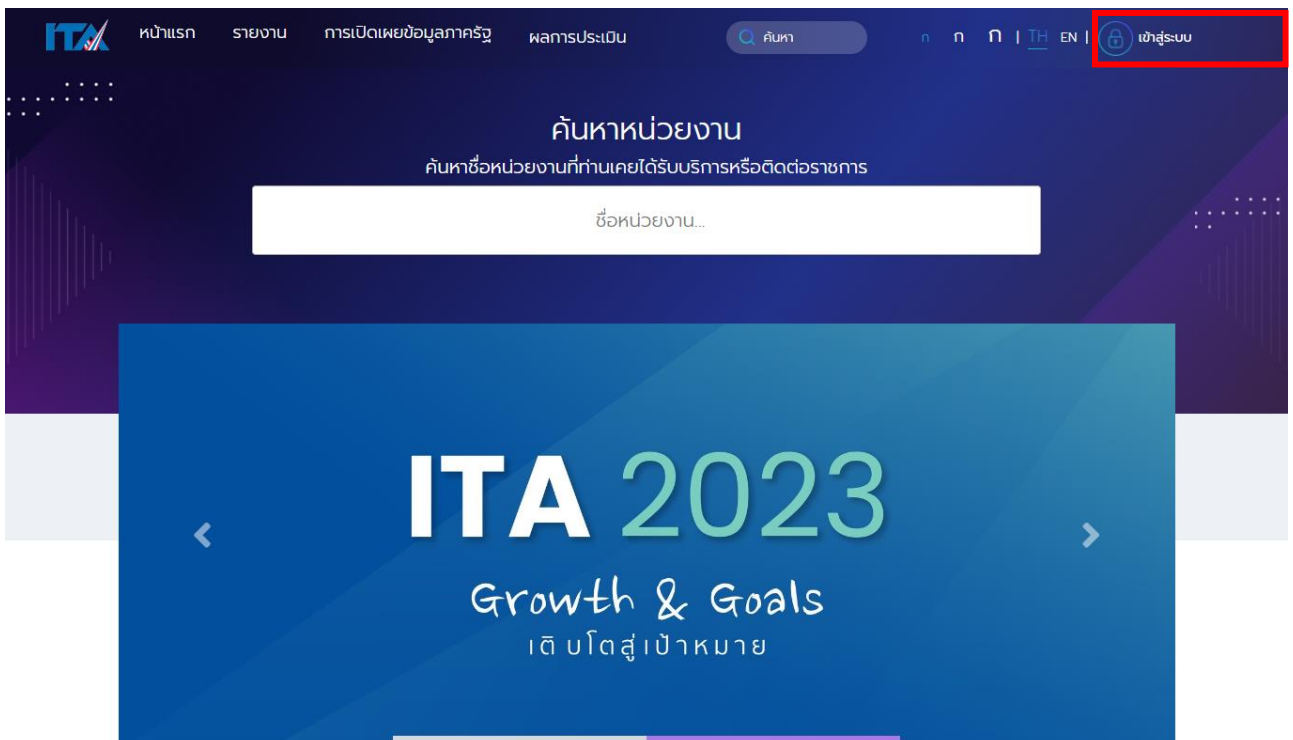 ITA หน้าแรก รายงาน การเปิดเผยข้อมูลภาครัฐ ผลการประเมิน ค้นหา ก ก ก | TH EN | เข้าสู่ระบบ
ค้นหาหน่วยงาน
ค้นหาชื่อหน่วยงานที่ท่านเคยได้รับบริการหรือติดต่อราชการ
ชื่อหน่วยงาน...
ITA 2023
Growth & Goals
เติบโตสู่เป้าหมาย